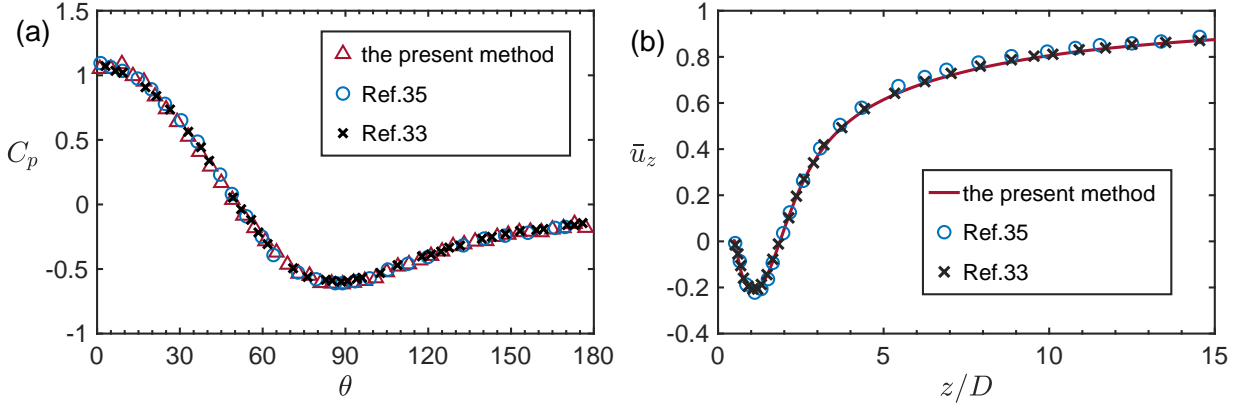 (a)
1.5
1
0.5
0
-0.5
-1
C_p
0 30 60 90 120 150 180
θ
the present method
Ref.35
Ref.33
(b)
1
0.8
0.6
0.4
0.2
0
-0.2
-0.4
ū_z
0 5 10 15
z/D
the present method
Ref.35
Ref.33